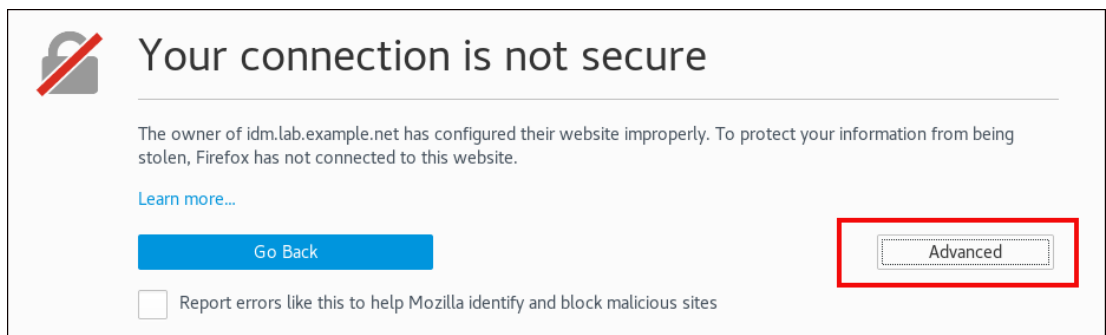 Your connection is not secure
The owner of idm.lab.example.net has configured their website improperly. To protect your information from being
stolen, Firefox has not connected to this website.
Learn more...
Go Back
Advanced
Report errors like this to help Mozilla identify and block malicious sites